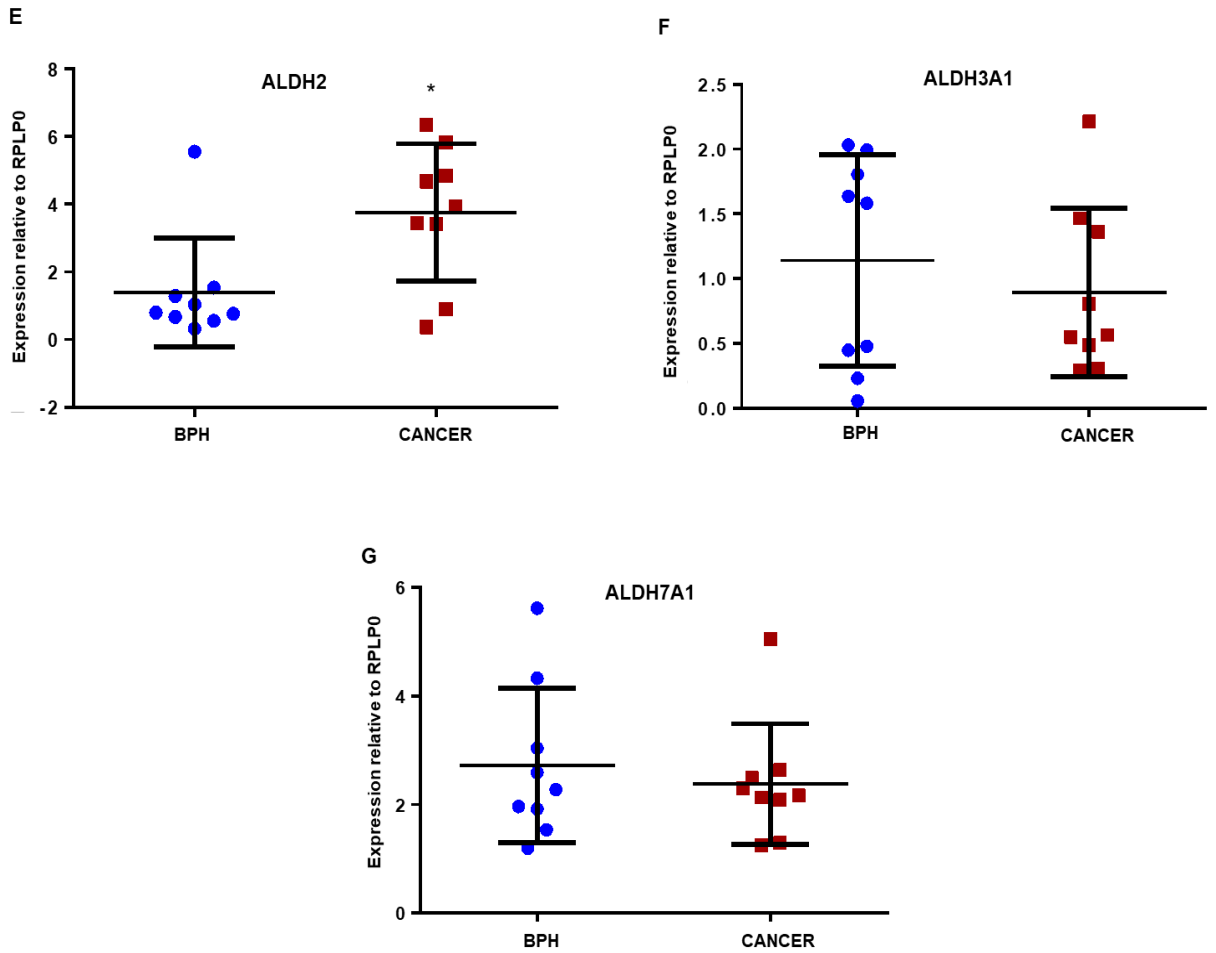 E
ALDH2
*
Expression relative to RPLP0
8
6
4
2
0
-2
BPH
CANCER
F
ALDH3A1
Expression relative to RPLP0
2.5
2.0
1.5
1.0
0.5
0.0
BPH
CANCER
G
ALDH7A1
Expression relative to RPLP0
6
4
2
0
BPH
CANCER